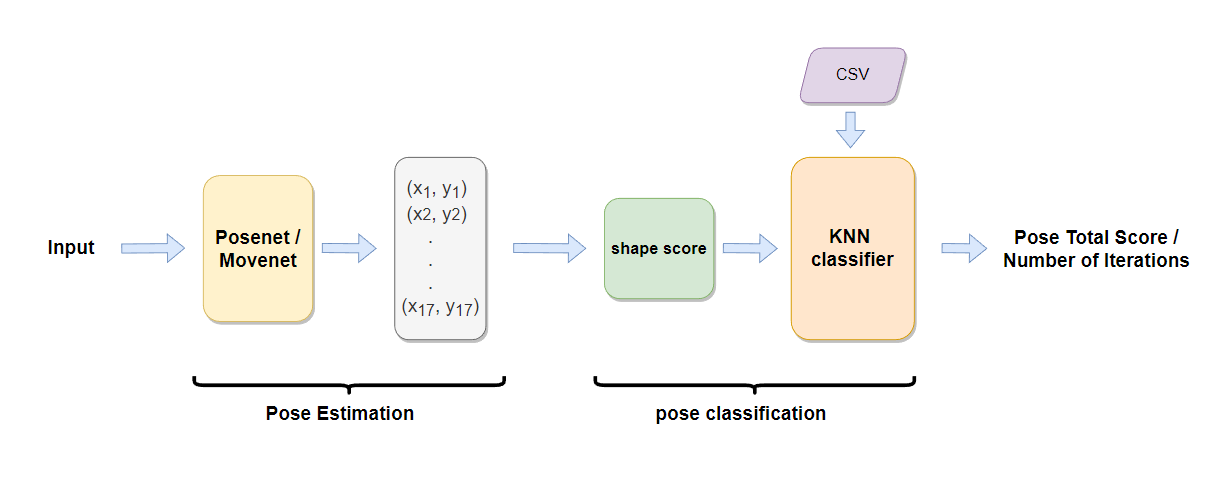 CSV
Input
Posenet /
Movenet
(x1, y1)
(x2, y2)
.
.
.
(x17, y17)
shape score
KNN
classifier
Pose Total Score /
Number of Iterations
Pose Estimation
pose classification